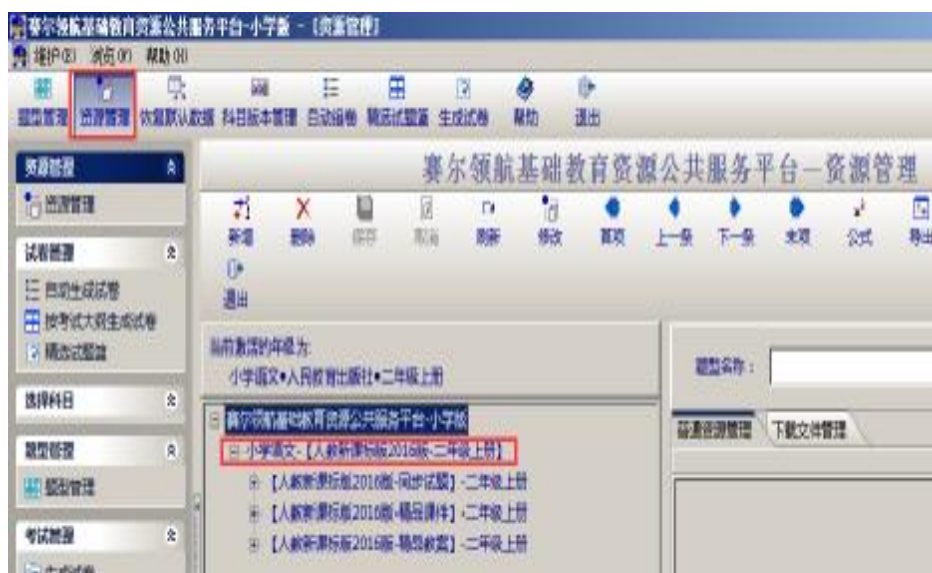 赛尔领航基础教育资源公共服务平台-小学版 - [资源管理]
维护(E) 浏览(V) 帮助(H)
题型管理 资源管理 恢复默认数据 科目版本管理 自动组卷 精选试题篮 生成试卷 帮助 退出
资源管理
资源管理
试卷管理
自动生成试卷
按考试大纲生成试卷
精选试题篮
选择科目
题型管理
题型管理
考试管理
生成试卷
赛尔领航基础教育资源公共服务平台—资源管理
新增 删除 保存 取消 刷新 修改 首项 上一条 下一条 末项 公式 导出
退出
当前激活的年级为:
小学语文●人民教育出版社●二年级上册
赛尔领航基础教育资源公共服务平台-小学版
小学语文-【人教新课标版2016版-二年级上册】
【人教新课标版2016版-同步试题】-二年级上册
【人教新课标版2016版-精品课件】-二年级上册
【人教新课标版2016版-精品教案】-二年级上册
题型名称:
资源管理 下载文件管理